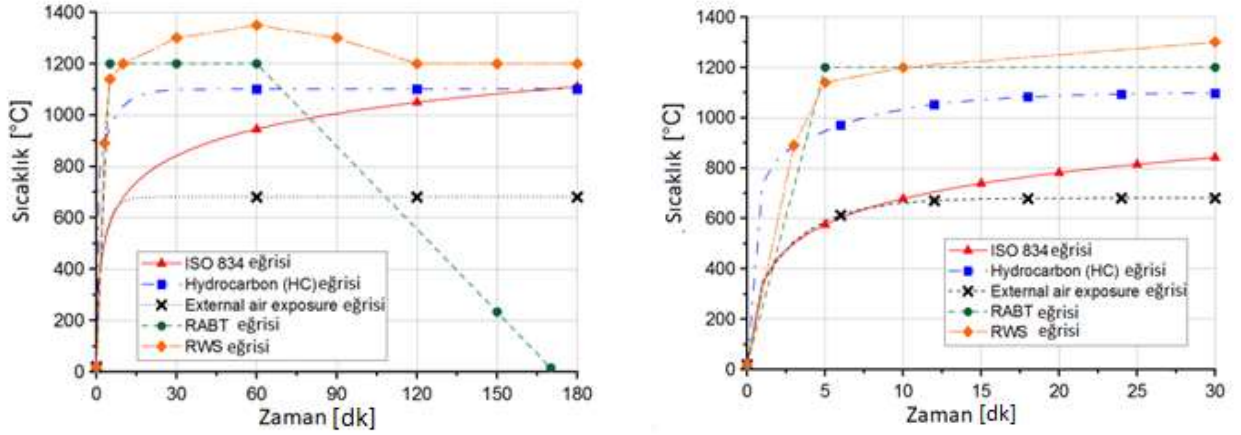 1400
1200
1000
800
600
400
200
0
Sıcaklık [°C]
ISO 834 eğrisi
Hydrocarbon (HC) eğrisi
External air exposure eğrisi
RABT eğrisi
RWS eğrisi
0 30 60 90 120 150 180
Zaman [dk]
1400
1200
1000
800
600
400
200
0
Sıcaklık [°C]
ISO 834 eğrisi
Hydrocarbon (HC) eğrisi
External air exposure eğrisi
RABT eğrisi
RWS eğrisi
0 5 10 15 20 25 30
Zaman [dk]